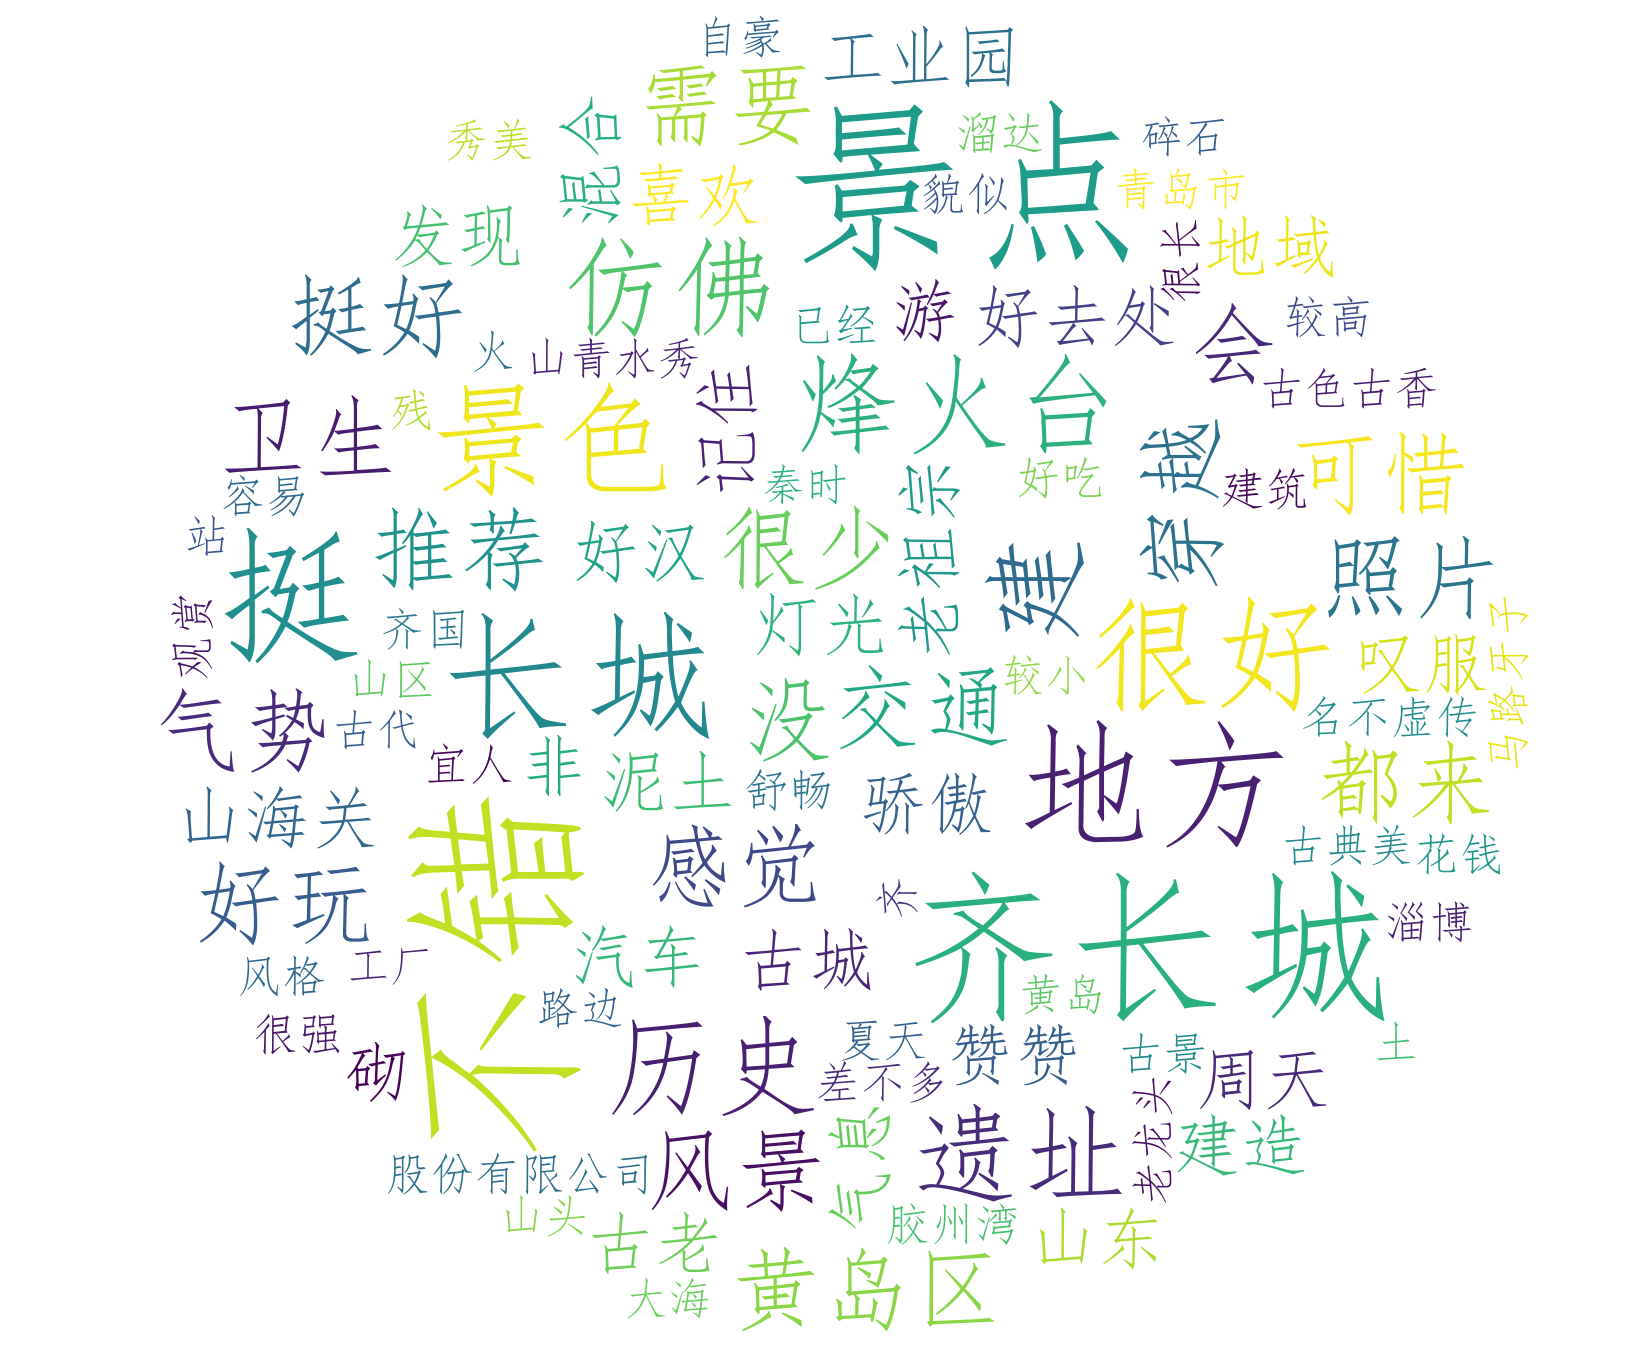 自豪
工业园
需要
景点
混合
秀美
溜达
碎石
喜欢
貌似
青岛市
发现
仿佛
很长
地域
挺好
已经
游
好去处
会
较高
火
山青水秀
记住
烽火台
古色古香
卫生
残
景色
穿越
可惜
容易
秦时
老祖宗
好吃
建筑
站
挺
推荐
好汉
很少
建
照片
观赏
齐国
长城
灯光
很好
叹服
马路牙子
山区
没
交通
较小
气势
古代
地方
名不虚传
宜人
非
泥土
舒畅
骄傲
都来
山海关
不错
感觉
古典美
花钱
好玩
齐
齐长城
淄博
风格
工厂
汽车
古城
黄岛
很强
砌
路边
历史
夏天
赞赞
古景
土
差不多
周天
老龙头
股份有限公司
风景
气息
遗址
建造
山头
古老
胶州湾
山东
大海
黄岛区